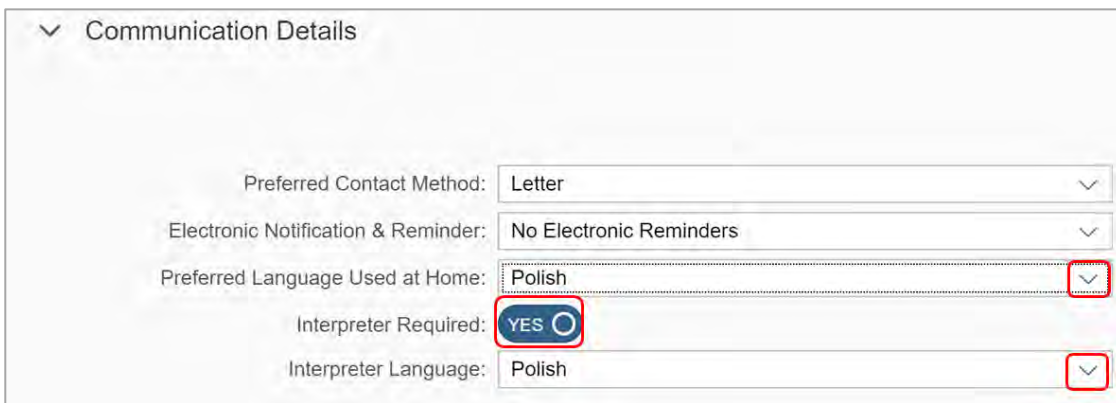 Communication Details
Preferred Contact Method: Letter
Electronic Notification & Reminder: No Electronic Reminders
Preferred Language Used at Home: Polish
Interpreter Required: YES
Interpreter Language: Polish